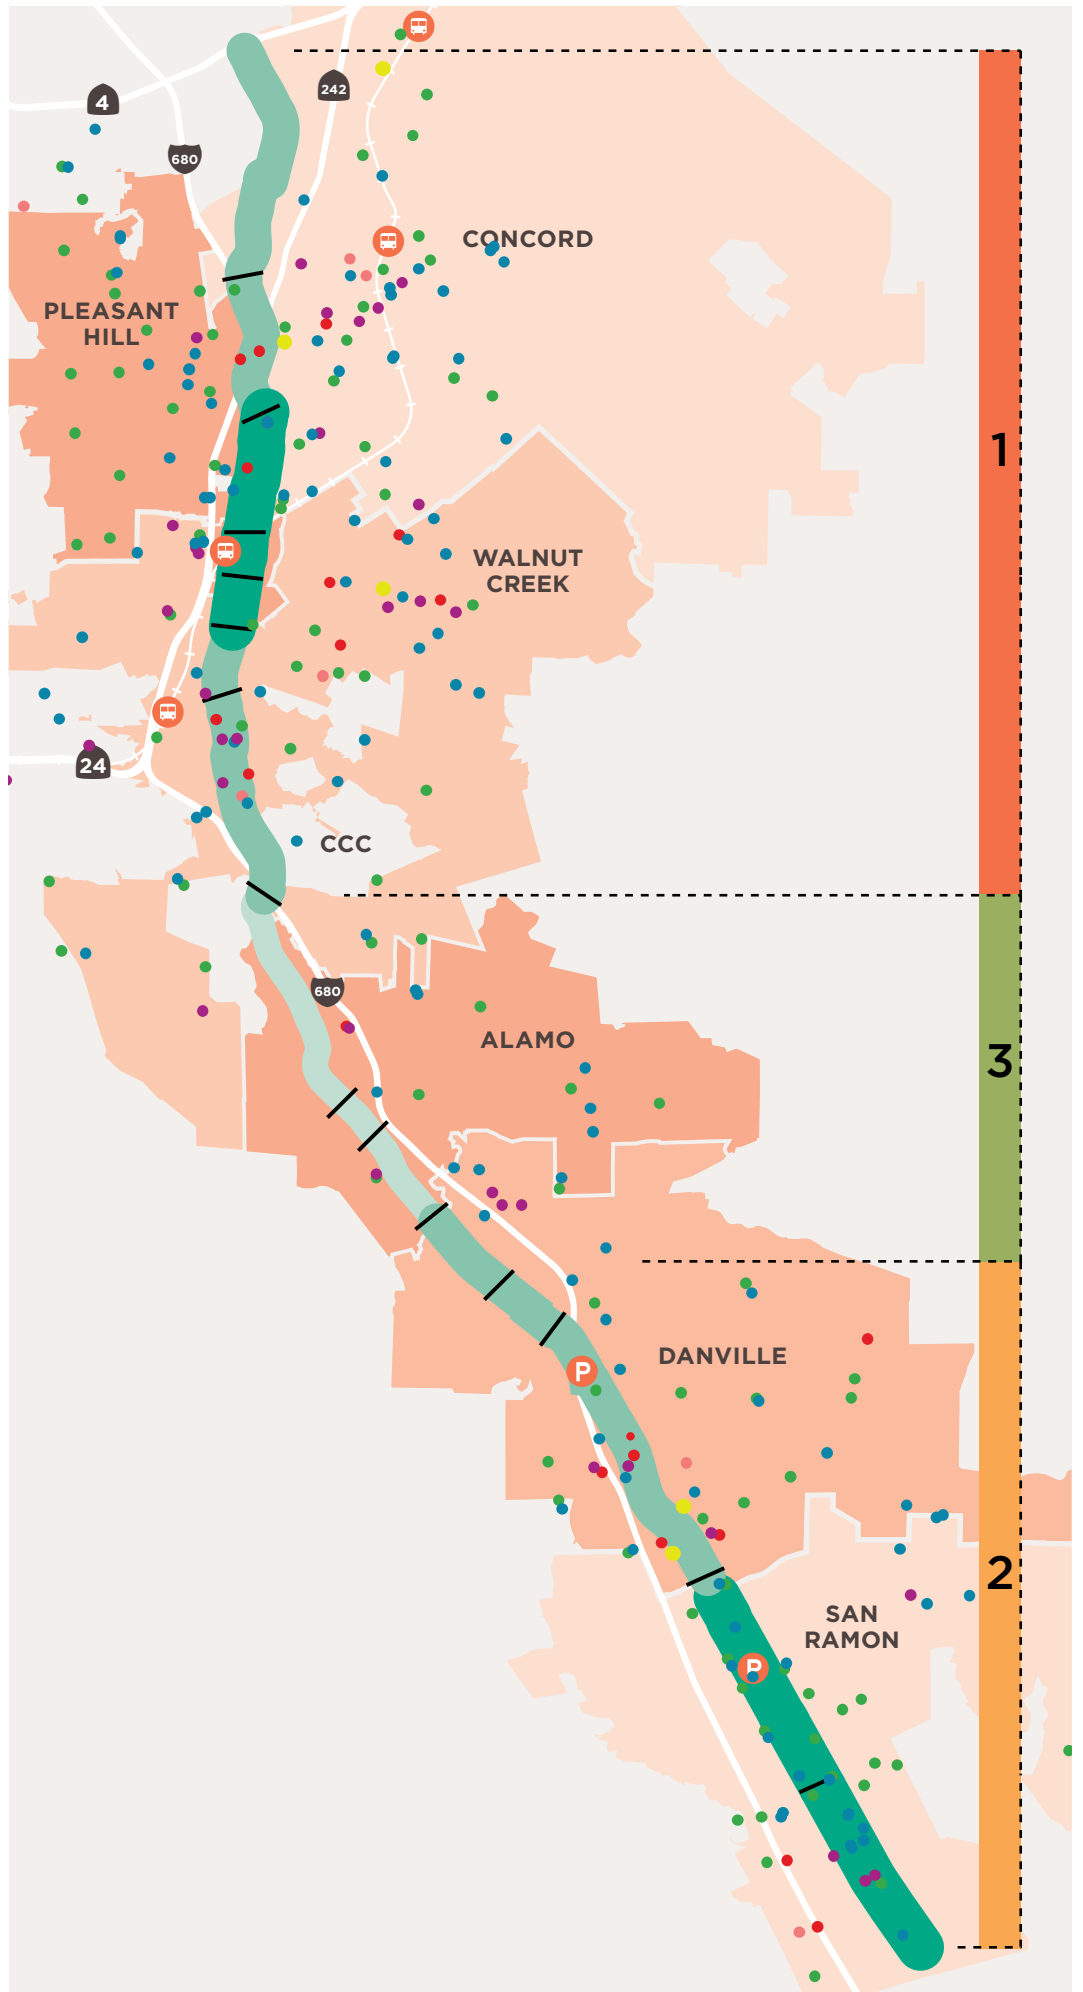 4
242
680
CONCORD
PLEASANT
HILL
1
WALNUT
CREEK
24
CCC
680
ALAMO
3
DANVILLE
P
2
SAN
RAMON
P